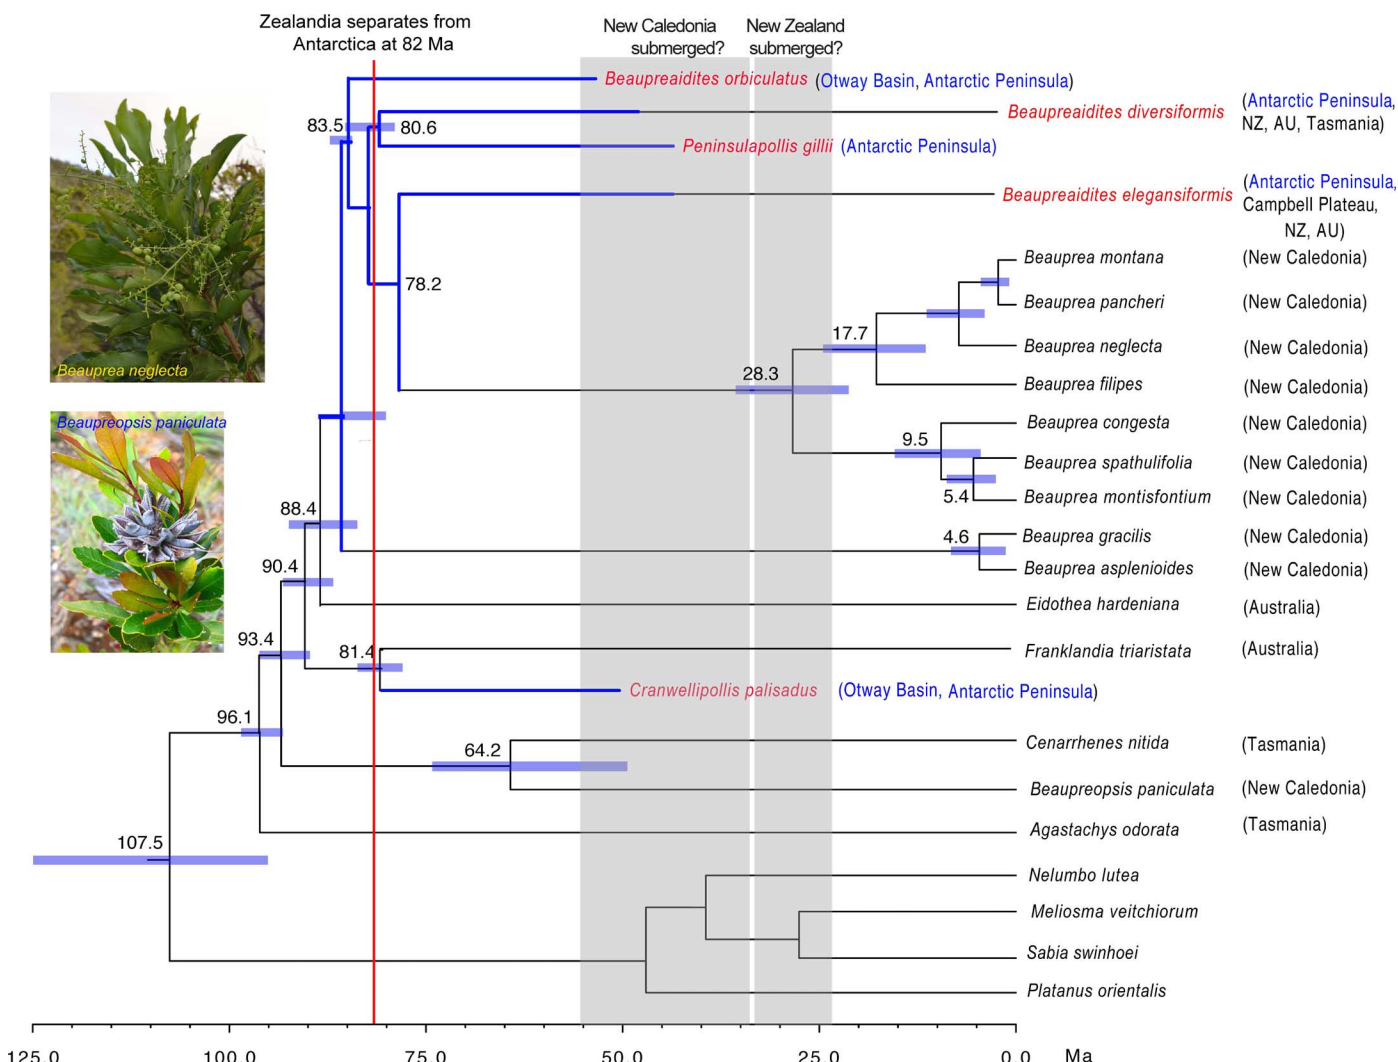 Zealandia separates from
Antarctica at 82 Ma
New Caledonia
submerged?
New Zealand
submerged?
Beaupreaidites orbiculatus (Otway Basin, Antarctic Peninsula)
83.5
80.6
Beaupreaidites diversiformis
(Antarctic Peninsula,
NZ, AU, Tasmania)
Peninsulapollis gillii (Antarctic Peninsula)
Beaupreaidites elegansiformis
(Antarctic Peninsula,
Campbell Plateau,
NZ, AU)
78.2
Beauprea montana (New Caledonia)
Beauprea pancheri (New Caledonia)
17.7
Beauprea neglecta (New Caledonia)
Beauprea neglecta
28.3
Beauprea filipes (New Caledonia)
Beaupreopsis paniculata
Beauprea congesta (New Caledonia)
9.5
Beauprea spathulifolia (New Caledonia)
5.4
Beauprea montisfontium (New Caledonia)
88.4
4.6
Beauprea gracilis (New Caledonia)
90.4
Beauprea asplenioides (New Caledonia)
Eidothea hardeniana (Australia)
93.4
81.4
Franklandia triaristata (Australia)
Cranwellipollis palisadus (Otway Basin, Antarctic Peninsula)
96.1
64.2
Cenarrhenes nitida (Tasmania)
Beaupreopsis paniculata (New Caledonia)
Agastachys odorata (Tasmania)
107.5
Nelumbo lutea
Meliosma veitchiorum
Sabia swinhoei
Platanus orientalis
125.0 100.0 75.0 50.0 25.0 0.0 Ma